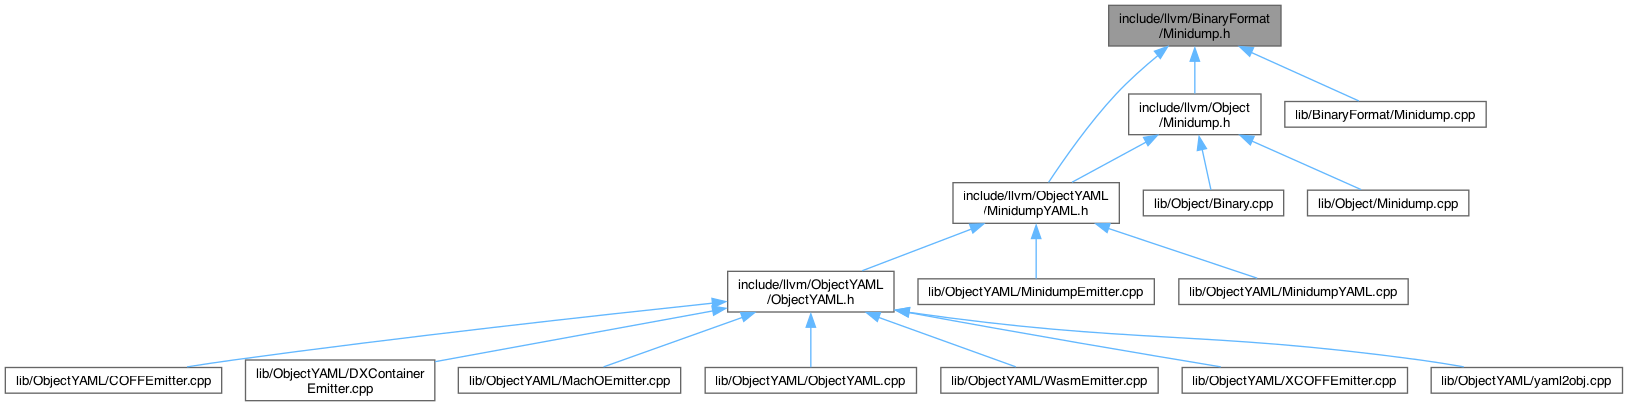 include/llvm/BinaryFormat
/Minidump.h
include/llvm/Object
/Minidump.h
lib/BinaryFormat/Minidump.cpp
include/llvm/ObjectYAML
/MinidumpYAML.h
lib/Object/Binary.cpp
lib/Object/Minidump.cpp
include/llvm/ObjectYAML
/ObjectYAML.h
lib/ObjectYAML/MinidumpEmitter.cpp
lib/ObjectYAML/MinidumpYAML.cpp
lib/ObjectYAML/COFFEmitter.cpp
lib/ObjectYAML/DXContainer
Emitter.cpp
lib/ObjectYAML/MachOEmitter.cpp
lib/ObjectYAML/ObjectYAML.cpp
lib/ObjectYAML/WasmEmitter.cpp
lib/ObjectYAML/XCOFFEmitter.cpp
lib/ObjectYAML/yaml2obj.cpp